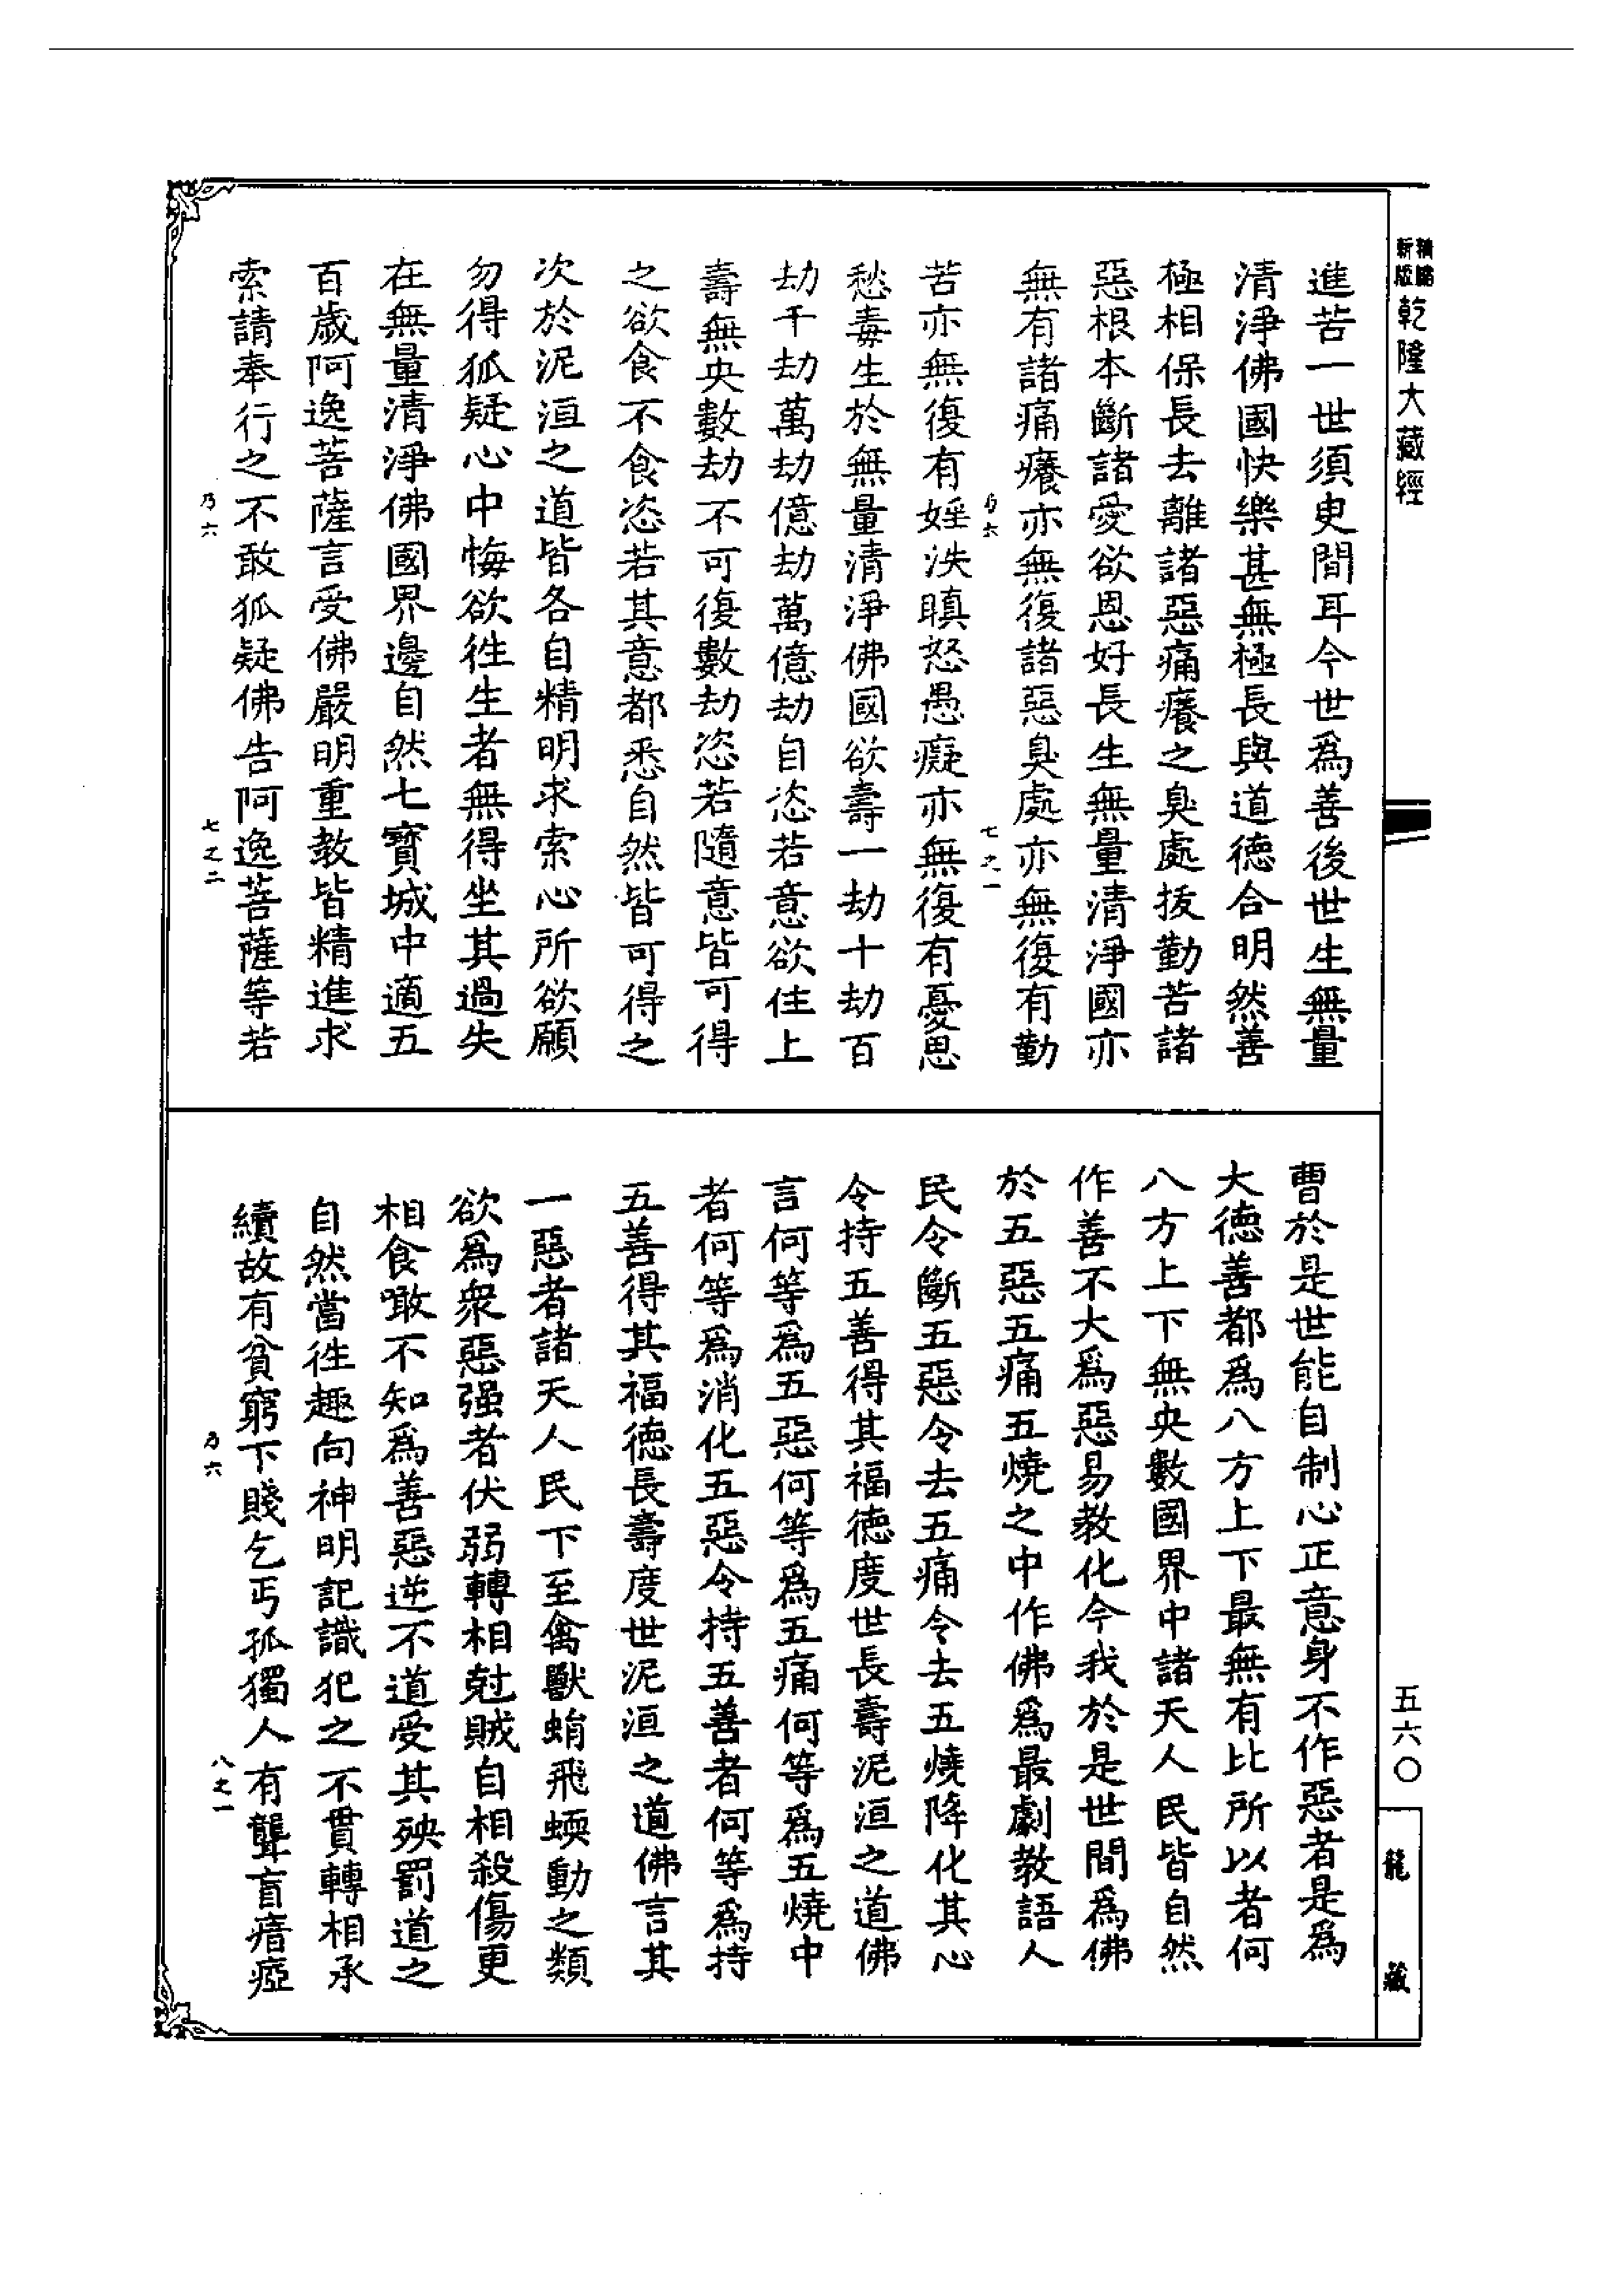 精縮
新版
乾隆大藏經
進苦一世須史間耳今世爲善後世生無量
清淨佛國快樂甚無極長與道德合明然善
極相保長去離諸惡痛癢之臭處拔勤苦諸
惡根本斷諸愛欲恩好長生無量清淨國亦
無有諸痛癢亦無復諸惡臭處亦無復有勤
乃六
七之一
苦亦無復有婬泆瞋怒愚癡亦無復有憂思
愁毒生於無量清淨佛國欲壽一劫十劫百
劫千劫萬劫億劫萬億劫自恣若意欲住上
壽無央數劫不可復數劫恣若隨意皆可得
之欲食不食恣若其意都悉自然皆可得之
次於泥洹之道皆各自精明求索心所欲願
勿得狐疑心中悔欲徃生者無得坐其過失
在無量清淨佛國界邊自然七寳城中適五
百歲阿逸菩薩言受佛嚴明重教皆精進求
索請奉行之不敢狐疑佛告阿逸菩薩等若
乃六
七之二
曹於是世能自制心正意身不作惡者是爲
大德善都爲八方上下最無有比所以者何
八方上下無央數國界中諸天人民皆自然
作善不大爲惡易教化今我於是世間爲佛
於五惡五痛五燒之中作佛爲最劇教語人
民令斷五惡令去五痛令去五燒降化其心
令持五善得其福德度世長壽泥洹之道佛
言何等爲五惡何等爲五痛何等爲五燒中
者何等爲消化五惡令持五善者何等爲持
五善得其福德長壽度世泥洹之道佛言其
一惡者諸天人民下至禽獸蜎飛蝡動之類
欲爲衆惡强者伏弱轉相尅賊自相殺傷更
相食噉不知爲善惡逆不道受其殃罰道之
自然當徃趣向神明記識犯之不貫轉相承
續故有貧窮下賤乞丐孤獨人有聾盲瘖瘂
乃六
八之一
五六〇
龍藏